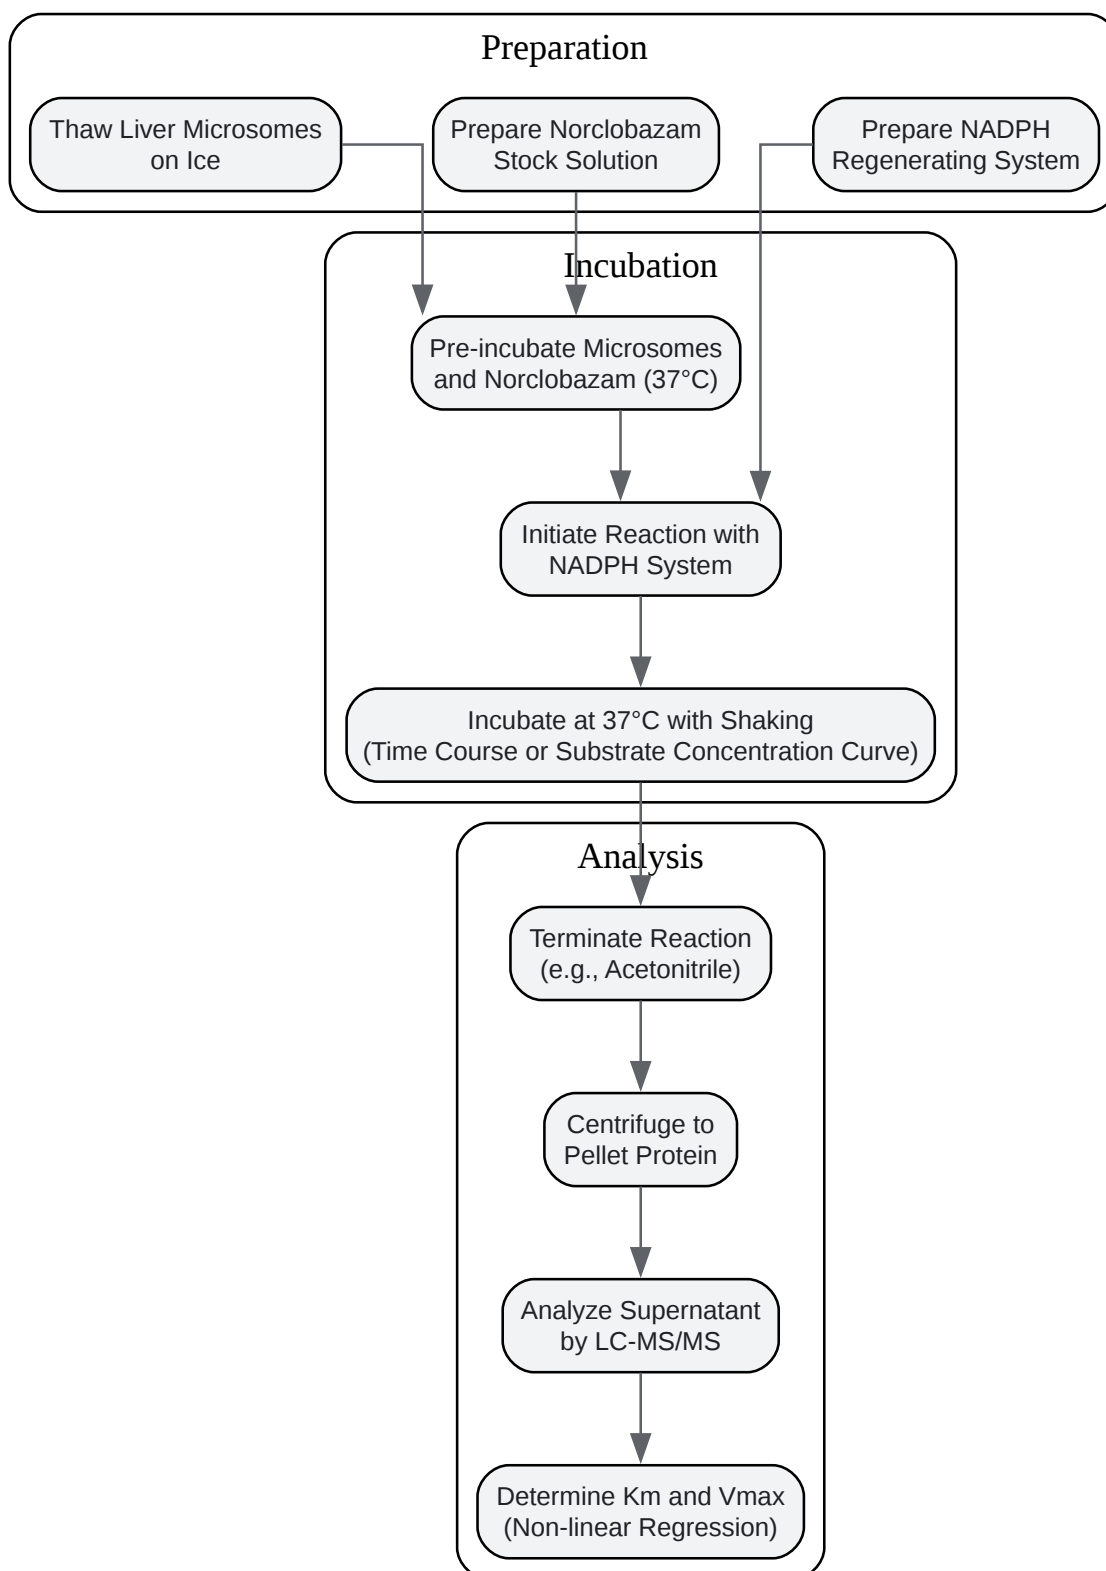 Preparation
Thaw Liver Microsomes
on Ice
Prepare Norclobazam
Stock Solution
Prepare NADPH
Regenerating System
Incubation
Pre-incubate Microsomes
and Norclobazam (37°C)
Initiate Reaction with
NADPH System
Incubate at 37°C with Shaking
(Time Course or Substrate Concentration Curve)
Analysis
Terminate Reaction
(e.g., Acetonitrile)
Centrifuge to
Pellet Protein
Analyze Supernatant
by LC-MS/MS
Determine Km and Vmax
(Non-linear Regression)